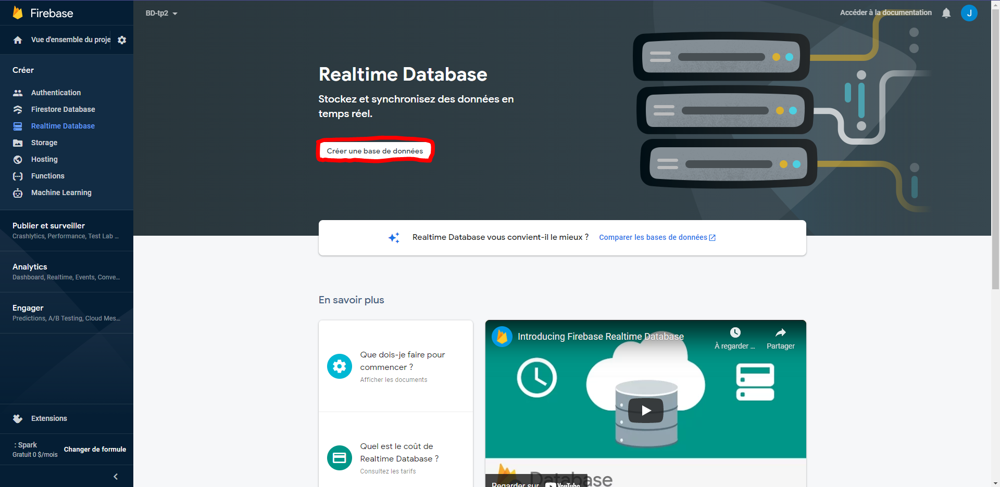 Firebase
BD-tp2
Accéder à la documentation
J
Vue d'ensemble du proje
Créer
Authentication
Firestore Database
Realtime Database
Storage
Hosting
Functions
Machine Learning
Publier et surveiller
Crashlytics, Performance, Test Lab ...
Analytics
Dashboard, Realtime, Events, Conve...
Engager
Predictions, A/B Testing, Cloud Mes...
Extensions
: Spark
Gratuit 0 $/mois
Changer de formule
Realtime Database
Stockez et synchronisez des données en
temps réel.
Créer une base de données
Realtime Database vous convient-il le mieux ?
Comparer les bases de données
En savoir plus
Que dois-je faire pour
commencer ?
Afficher les documents
Quel est le coût de
Realtime Database ?
Consultez les tarifs
Introducing Firebase Realtime Database
À regarder ...
Partager
Database
Regarder sur YouTube